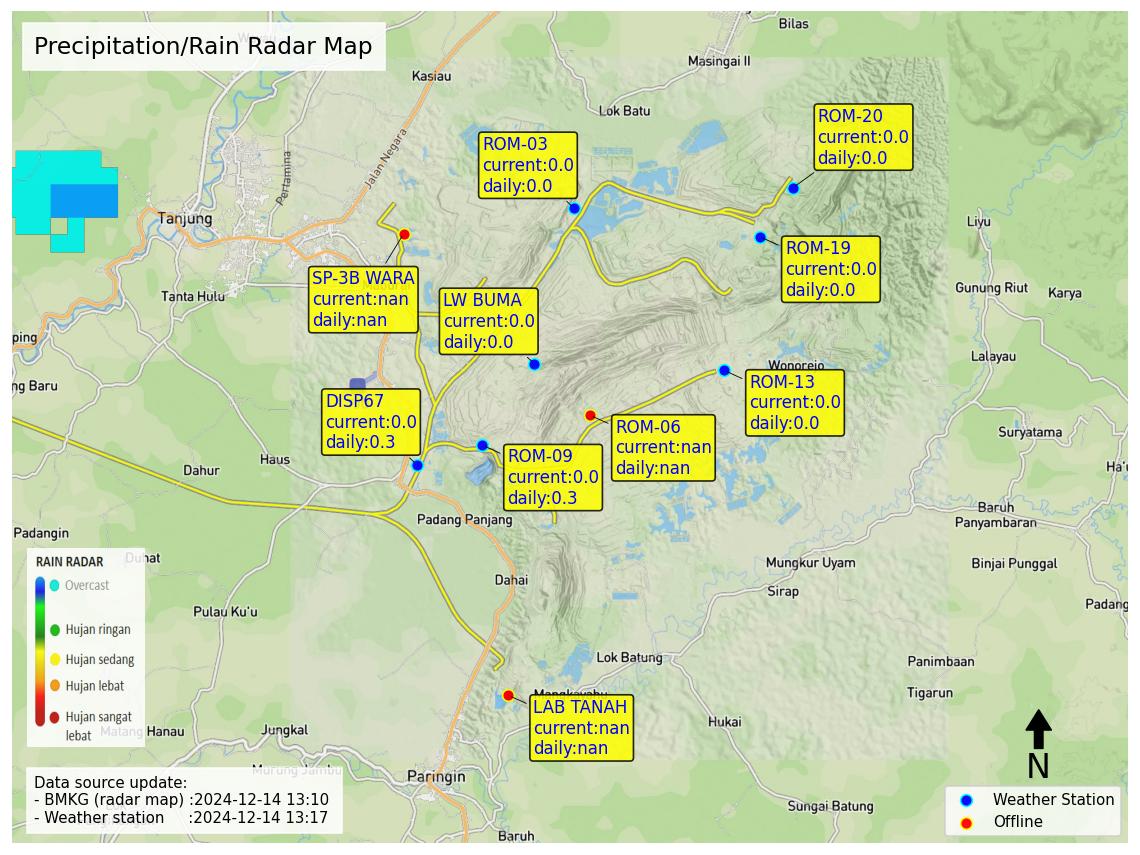 Precipitation/Rain Radar Map
Bilas
Masingai II
Kasiau
Lok Batu
Jalan Negara
Pertamina
ROM-20
current:0.0
daily:0.0
ROM-03
current:0.0
daily:0.0
Tanjung
Liyu
ROM-19
current:0.0
daily:0.0
SP-3B WARA
current:nan
daily:nan
LW BUMA
current:0.0
daily:0.0
Tanta Hulu
Gunung Riut
Karya
ping
Lalayau
Wonorejo
ng Baru
ROM-13
current:0.0
daily:0.0
DISP67
current:0.0
daily:0.3
ROM-06
current:nan
daily:nan
Suryatama
ROM-09
current:0.0
daily:0.3
Haus
Dahur
Ha'u
Baruh
Panyambaran
Padang Panjang
Padangin
Duhat
Binjai Punggal
Mungkur Uyam
Dahai
Sirap
Padang
Pulau Ku'u
RAIN RADAR
Overcast
Hujan ringan
Hujan sedang
Hujan lebat
Hujan sangat
lebat
Lok Batung
Panimbaan
Tigarun
Mangkayahu
LAB TANAH
current:nan
daily:nan
Hukai
Matang Hanau
Jungkal
Murung Jambu
Paringin
Sungai Batung
Baruh
Data source update:
- BMKG (radar map) :2024-12-14 13:10
- Weather station :2024-12-14 13:17
N
Weather Station
Offline